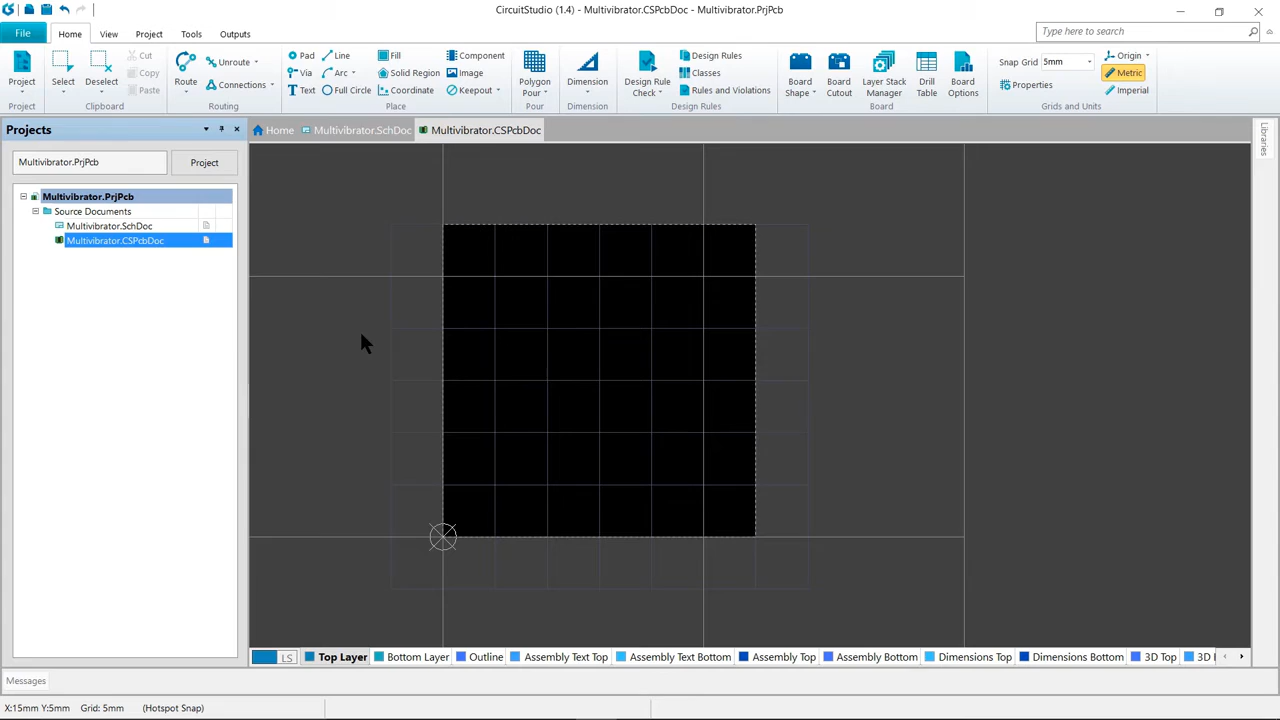 CircuitStudio (1.4) - Multivibrator.CSPcbDoc - Multivibrator.PrjPcb
File
Home
View
Project
Tools
Outputs
Type here to search
Project
Select
Cut
Copy
Paste
Deselect
Route
Unroute
Connections
Pad
Line
Fill
Component
Via
Arc
Solid Region
Image
Text
Full Circle
Coordinate
Keepout
Polygon Pour
Dimension
Design Rule Check
Design Rules
Classes
Rules and Violations
Board Shape
Board Cutout
Layer Stack Manager
Drill Table
Board Options
Snap Grid 5mm
Properties
Origin
Metric
Imperial
Project
Clipboard
Routing
Place
Pour
Dimension
Design Rules
Board
Grids and Units
Projects
Home
Multivibrator.SchDoc
Multivibrator.CSPcbDoc
Libraries
Multivibrator.PrjPcb
Project
Multivibrator.PrjPcb
Source Documents
Multivibrator.SchDoc
Multivibrator.CSPcbDoc
LS
Top Layer
Bottom Layer
Outline
Assembly Text Top
Assembly Text Bottom
Assembly Top
Assembly Bottom
Dimensions Top
Dimensions Bottom
3D Top
3D
Messages
X:15mm Y:5mm Grid: 5mm (Hotspot Snap)